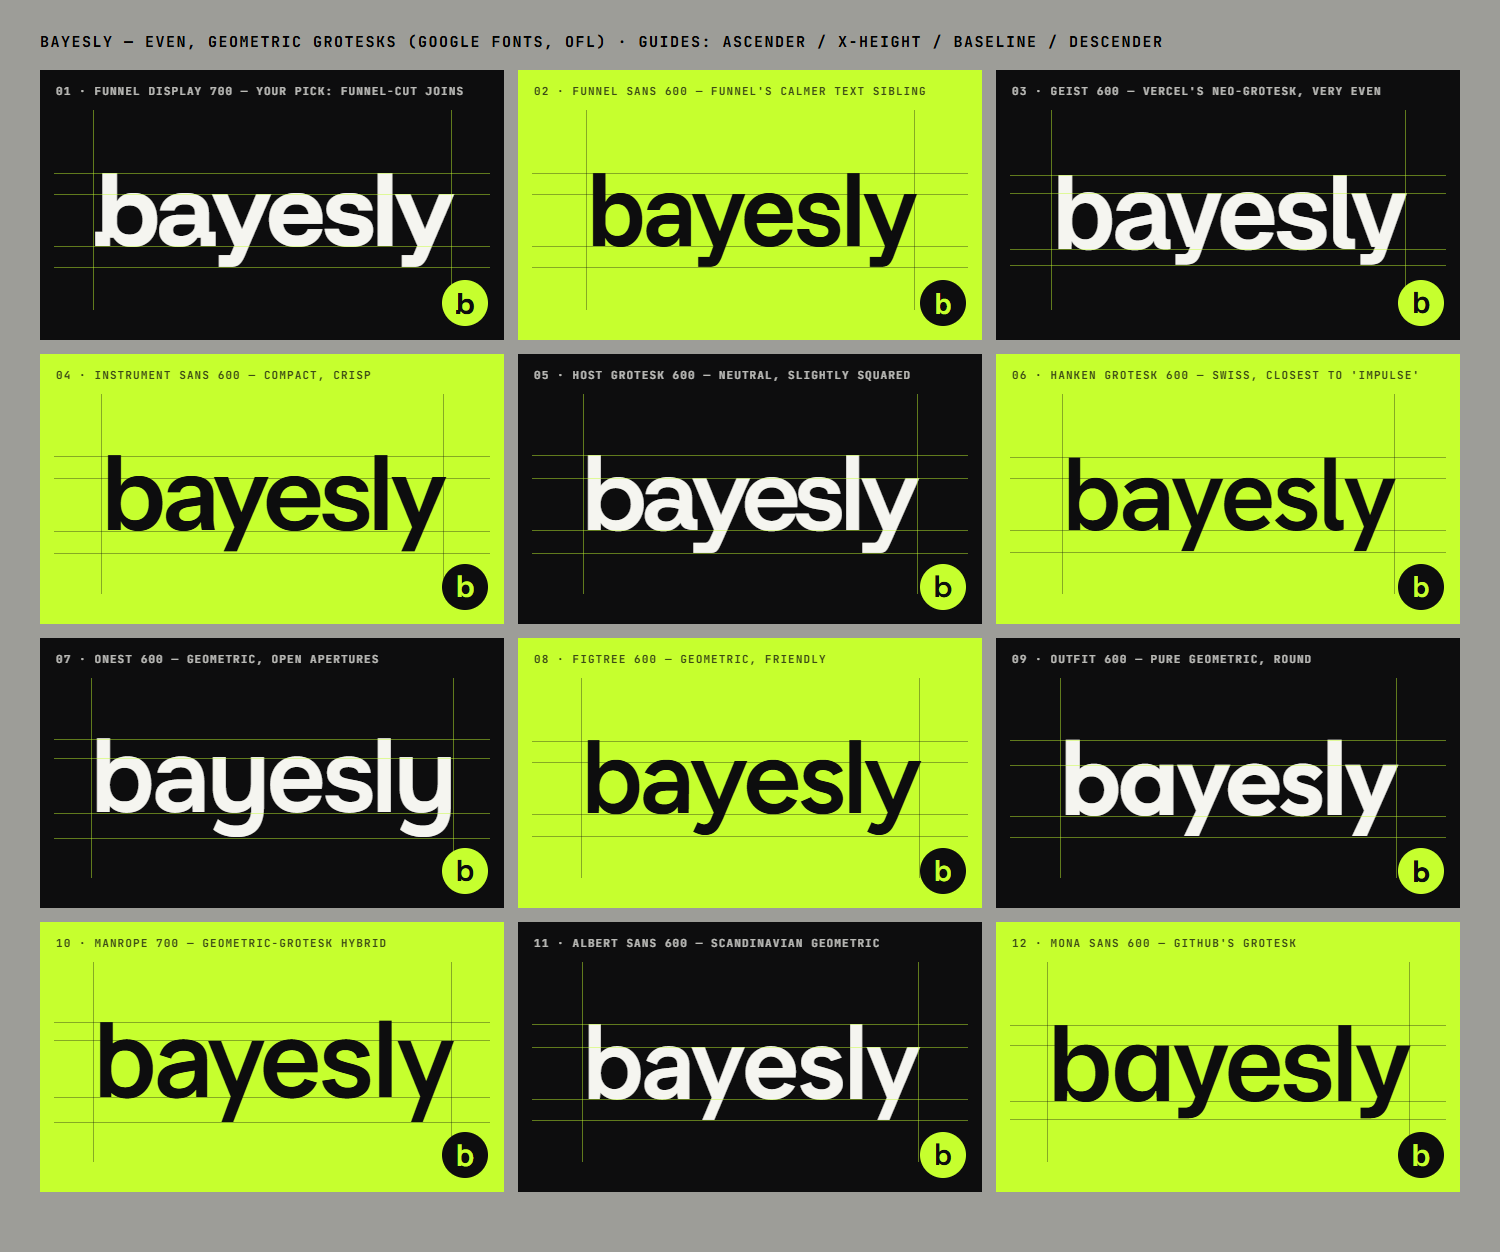 BAYESLY — EVEN, GEOMETRIC GROTESKS (GOOGLE FONTS, OFL) · GUIDES: ASCENDER / X-HEIGHT / BASELINE / DESCENDER
01 · FUNNEL DISPLAY 700 — YOUR PICK: FUNNEL-CUT JOINS
bayesly
b
02 · FUNNEL SANS 600 — FUNNEL'S CALMER TEXT SIBLING
bayesly
b
03 · GEIST 600 — VERCEL'S NEO-GROTESK, VERY EVEN
bayesly
b
04 · INSTRUMENT SANS 600 — COMPACT, CRISP
bayesly
b
05 · HOST GROTESK 600 — NEUTRAL, SLIGHTLY SQUARED
bayesly
b
06 · HANKEN GROTESK 600 — SWISS, CLOSEST TO 'IMPULSE'
bayesly
b
07 · ONEST 600 — GEOMETRIC, OPEN APERTURES
bayesly
b
08 · FIGTREE 600 — GEOMETRIC, FRIENDLY
bayesly
b
09 · OUTFIT 600 — PURE GEOMETRIC, ROUND
bayesly
b
10 · MANROPE 700 — GEOMETRIC-GROTESK HYBRID
bayesly
b
11 · ALBERT SANS 600 — SCANDINAVIAN GEOMETRIC
bayesly
b
12 · MONA SANS 600 — GITHUB'S GROTESK
bayesly
b